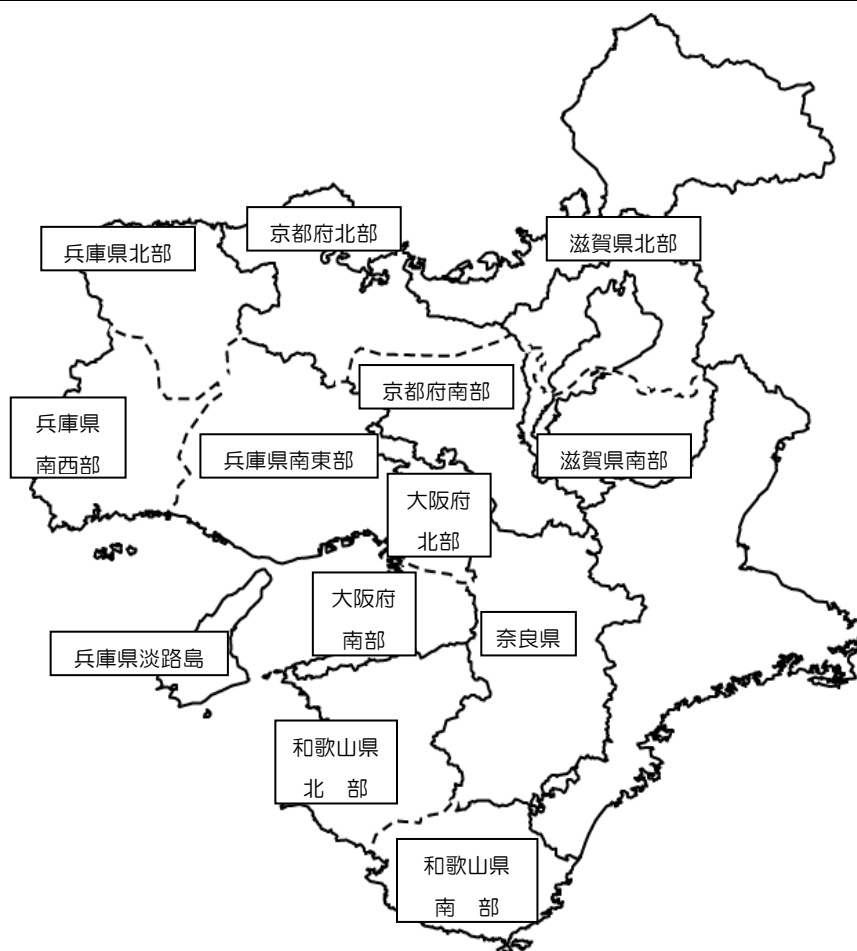 京都府北部
滋賀県北部
兵庫県北部
京都府南部
兵庫県
南西部
兵庫県南東部
滋賀県南部
大阪府
北部
大阪府
南部
奈良県
兵庫県淡路島
和歌山県
北　部
和歌山県
南　部